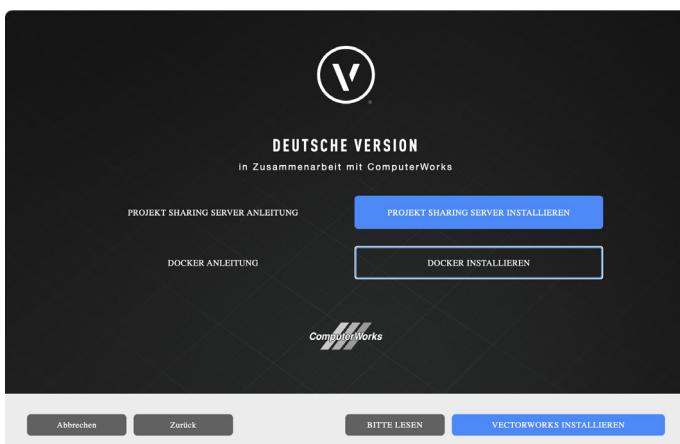 DEUTSCHE VERSION
in Zusammenarbeit mit ComputerWorks
PROJEKT SHARING SERVER ANLEITUNG
PROJEKT SHARING SERVER INSTALLIEREN
DOCKER ANLEITUNG
DOCKER INSTALLIEREN
ComputerWorks
Abbrechen
Zurück
BITTE LESEN
VECTORWORKS INSTALLIEREN